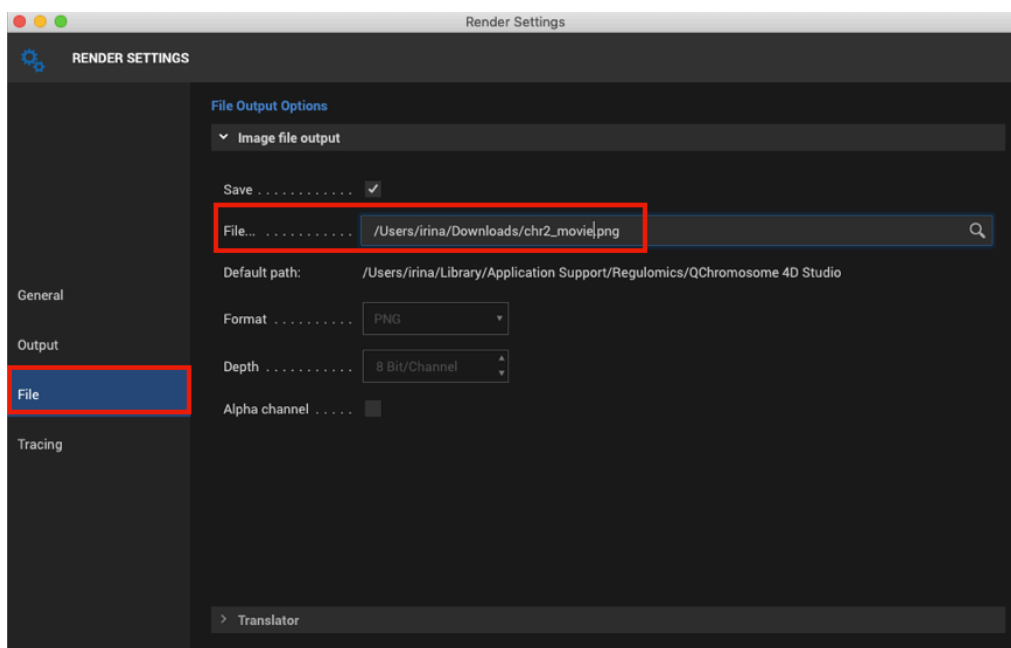 Render Settings
RENDER SETTINGS
General
Output
File
Tracing
File Output Options
Image file output
Save . . . . . . . . . . . .
File... . . . . . . . . . . . /Users/irina/Downloads/chr2_movie.png
Default path: /Users/irina/Library/Application Support/Regulomics/QChromosome 4D Studio
Format . . . . . . . . . . PNG
Depth . . . . . . . . . . . 8 Bit/Channel
Alpha channel . . . . .
Translator